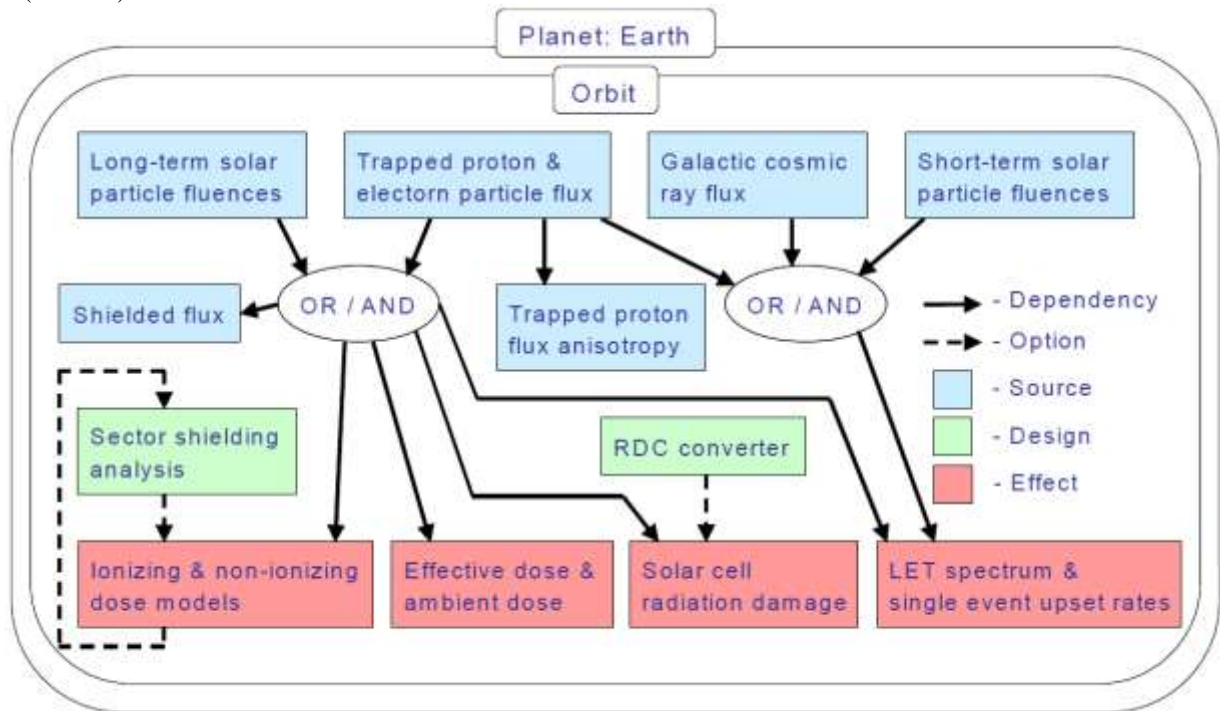 Planet: Earth
Orbit
Long-term solar
particle fluences
Trapped proton &
electorn particle flux
Galactic cosmic
ray flux
Short-term solar
particle fluences
Shielded flux
OR / AND
Trapped proton
flux anisotropy
OR / AND
- Dependency
- Option
- Source
- Design
- Effect
Sector shielding
analysis
RDC converter
Ionizing & non-ionizing
dose models
Effective dose &
ambient dose
Solar cell
radiation damage
LET spectrum &
single event upset rates